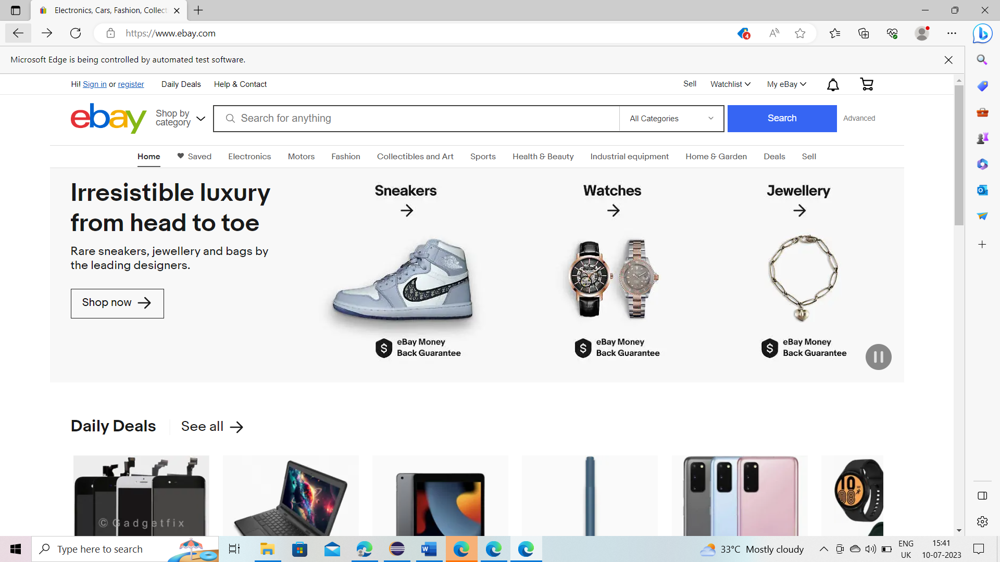 Electronics, Cars, Fashion, Collect
https://www.ebay.com
4
Microsoft Edge is being controlled by automated test software.
Hi! Sign in or register
Daily Deals
Help & Contact
Sell
Watchlist
My eBay
ebay
Shop by
category
Search for anything
All Categories
Search
Advanced
Home
Saved
Electronics
Motors
Fashion
Collectibles and Art
Sports
Health & Beauty
Industrial equipment
Home & Garden
Deals
Sell
Irresistible luxury
from head to toe
Rare sneakers, jewellery and bags by
the leading designers.
Shop now
Sneakers
Watches
Jewellery
eBay Money
Back Guarantee
eBay Money
Back Guarantee
eBay Money
Back Guarantee
Daily Deals
See all
© Gadgetfix
10
08
Type here to search
33°C Mostly cloudy
ENG
UK
15:41
10-07-2023